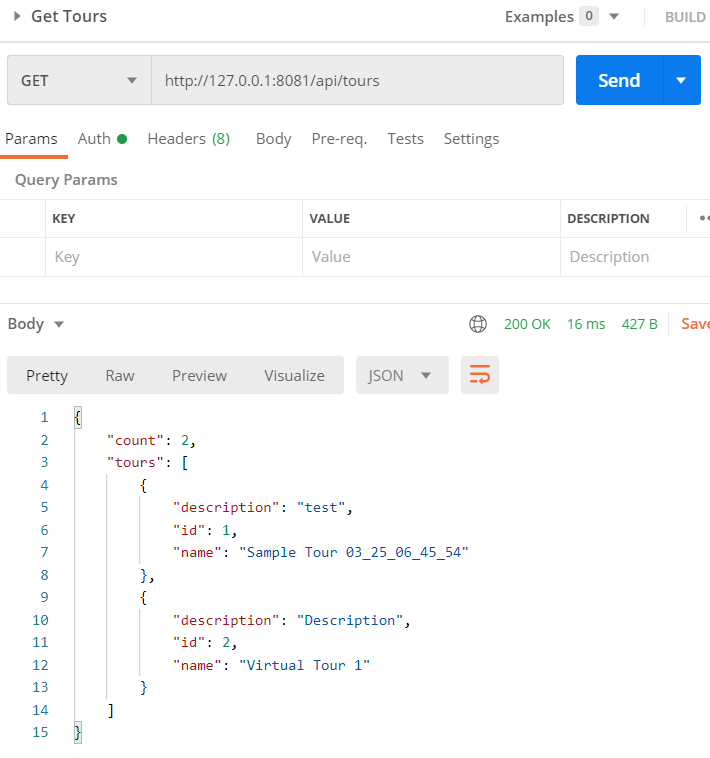 Get Tours Examples 0 BUILD
GET http://127.0.0.1:8081/api/tours Send
Params Auth Headers (8) Body Pre-req. Tests Settings
Query Params
KEY VALUE DESCRIPTION
Key Value Description
Body 200 OK 16 ms 427 B Save
Pretty Raw Preview Visualize JSON
1 {
2 "count": 2,
3 "tours": [
4 {
5 "description": "test",
6 "id": 1,
7 "name": "Sample Tour 03_25_06_45_54"
8 },
9 {
10 "description": "Description",
11 "id": 2,
12 "name": "Virtual Tour 1"
13 }
14 ]
15 }